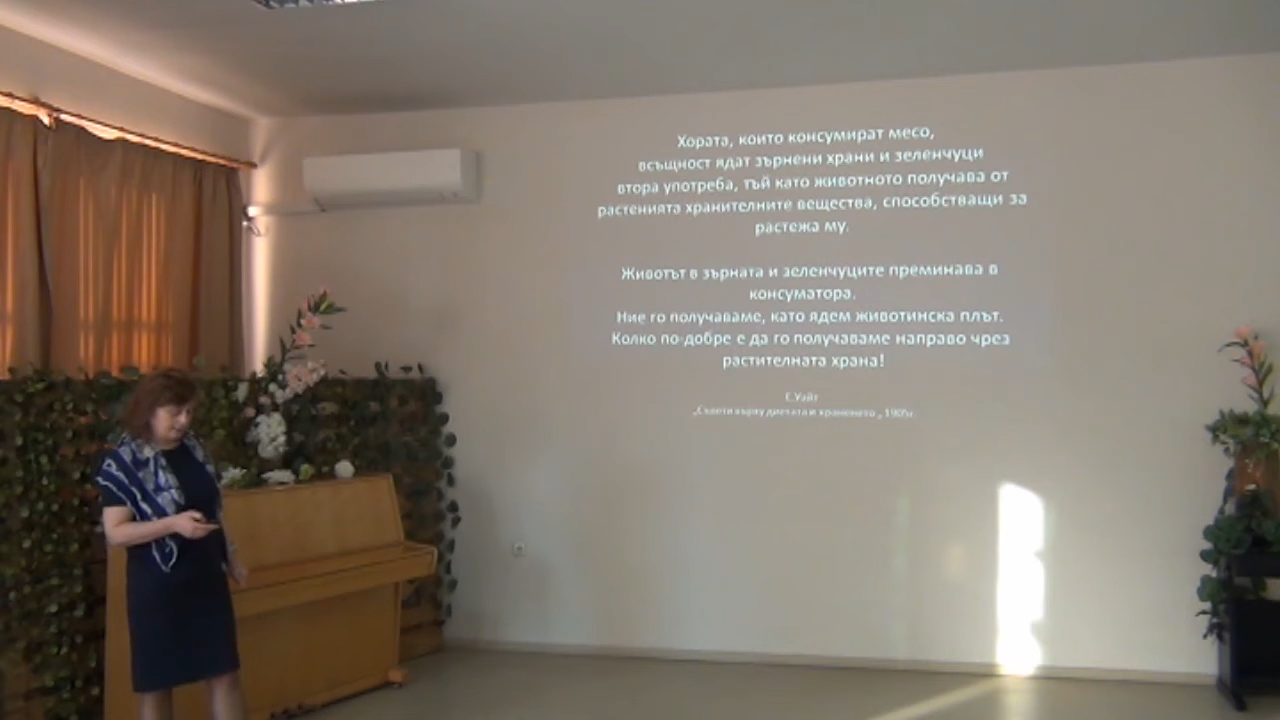 Хората, които консумират месо,
всъщност ядат зърнени храни и зеленчуци
втора употреба, тъй като животното получава от
растенията хранителните вещества, способстващи за
растежа му.
Животът в зърната и зеленчуците преминава в
консуматора.
Ние го получаваме, като ядем животинска плът.
Колко по-добре е да го получаваме направо чрез
растителната храна!
Е.Уайт
„Съвети върху диетата и храненето„, 1905г.